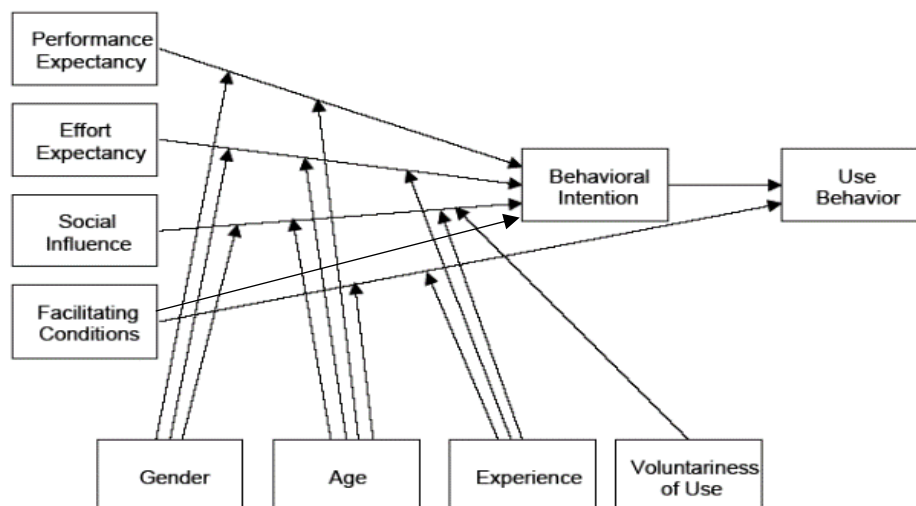 Performance
Expectancy
Effort
Expectancy
Social
Influence
Facilitating
Conditions
Behavioral
Intention
Use
Behavior
Gender
Age
Experience
Voluntariness
of Use